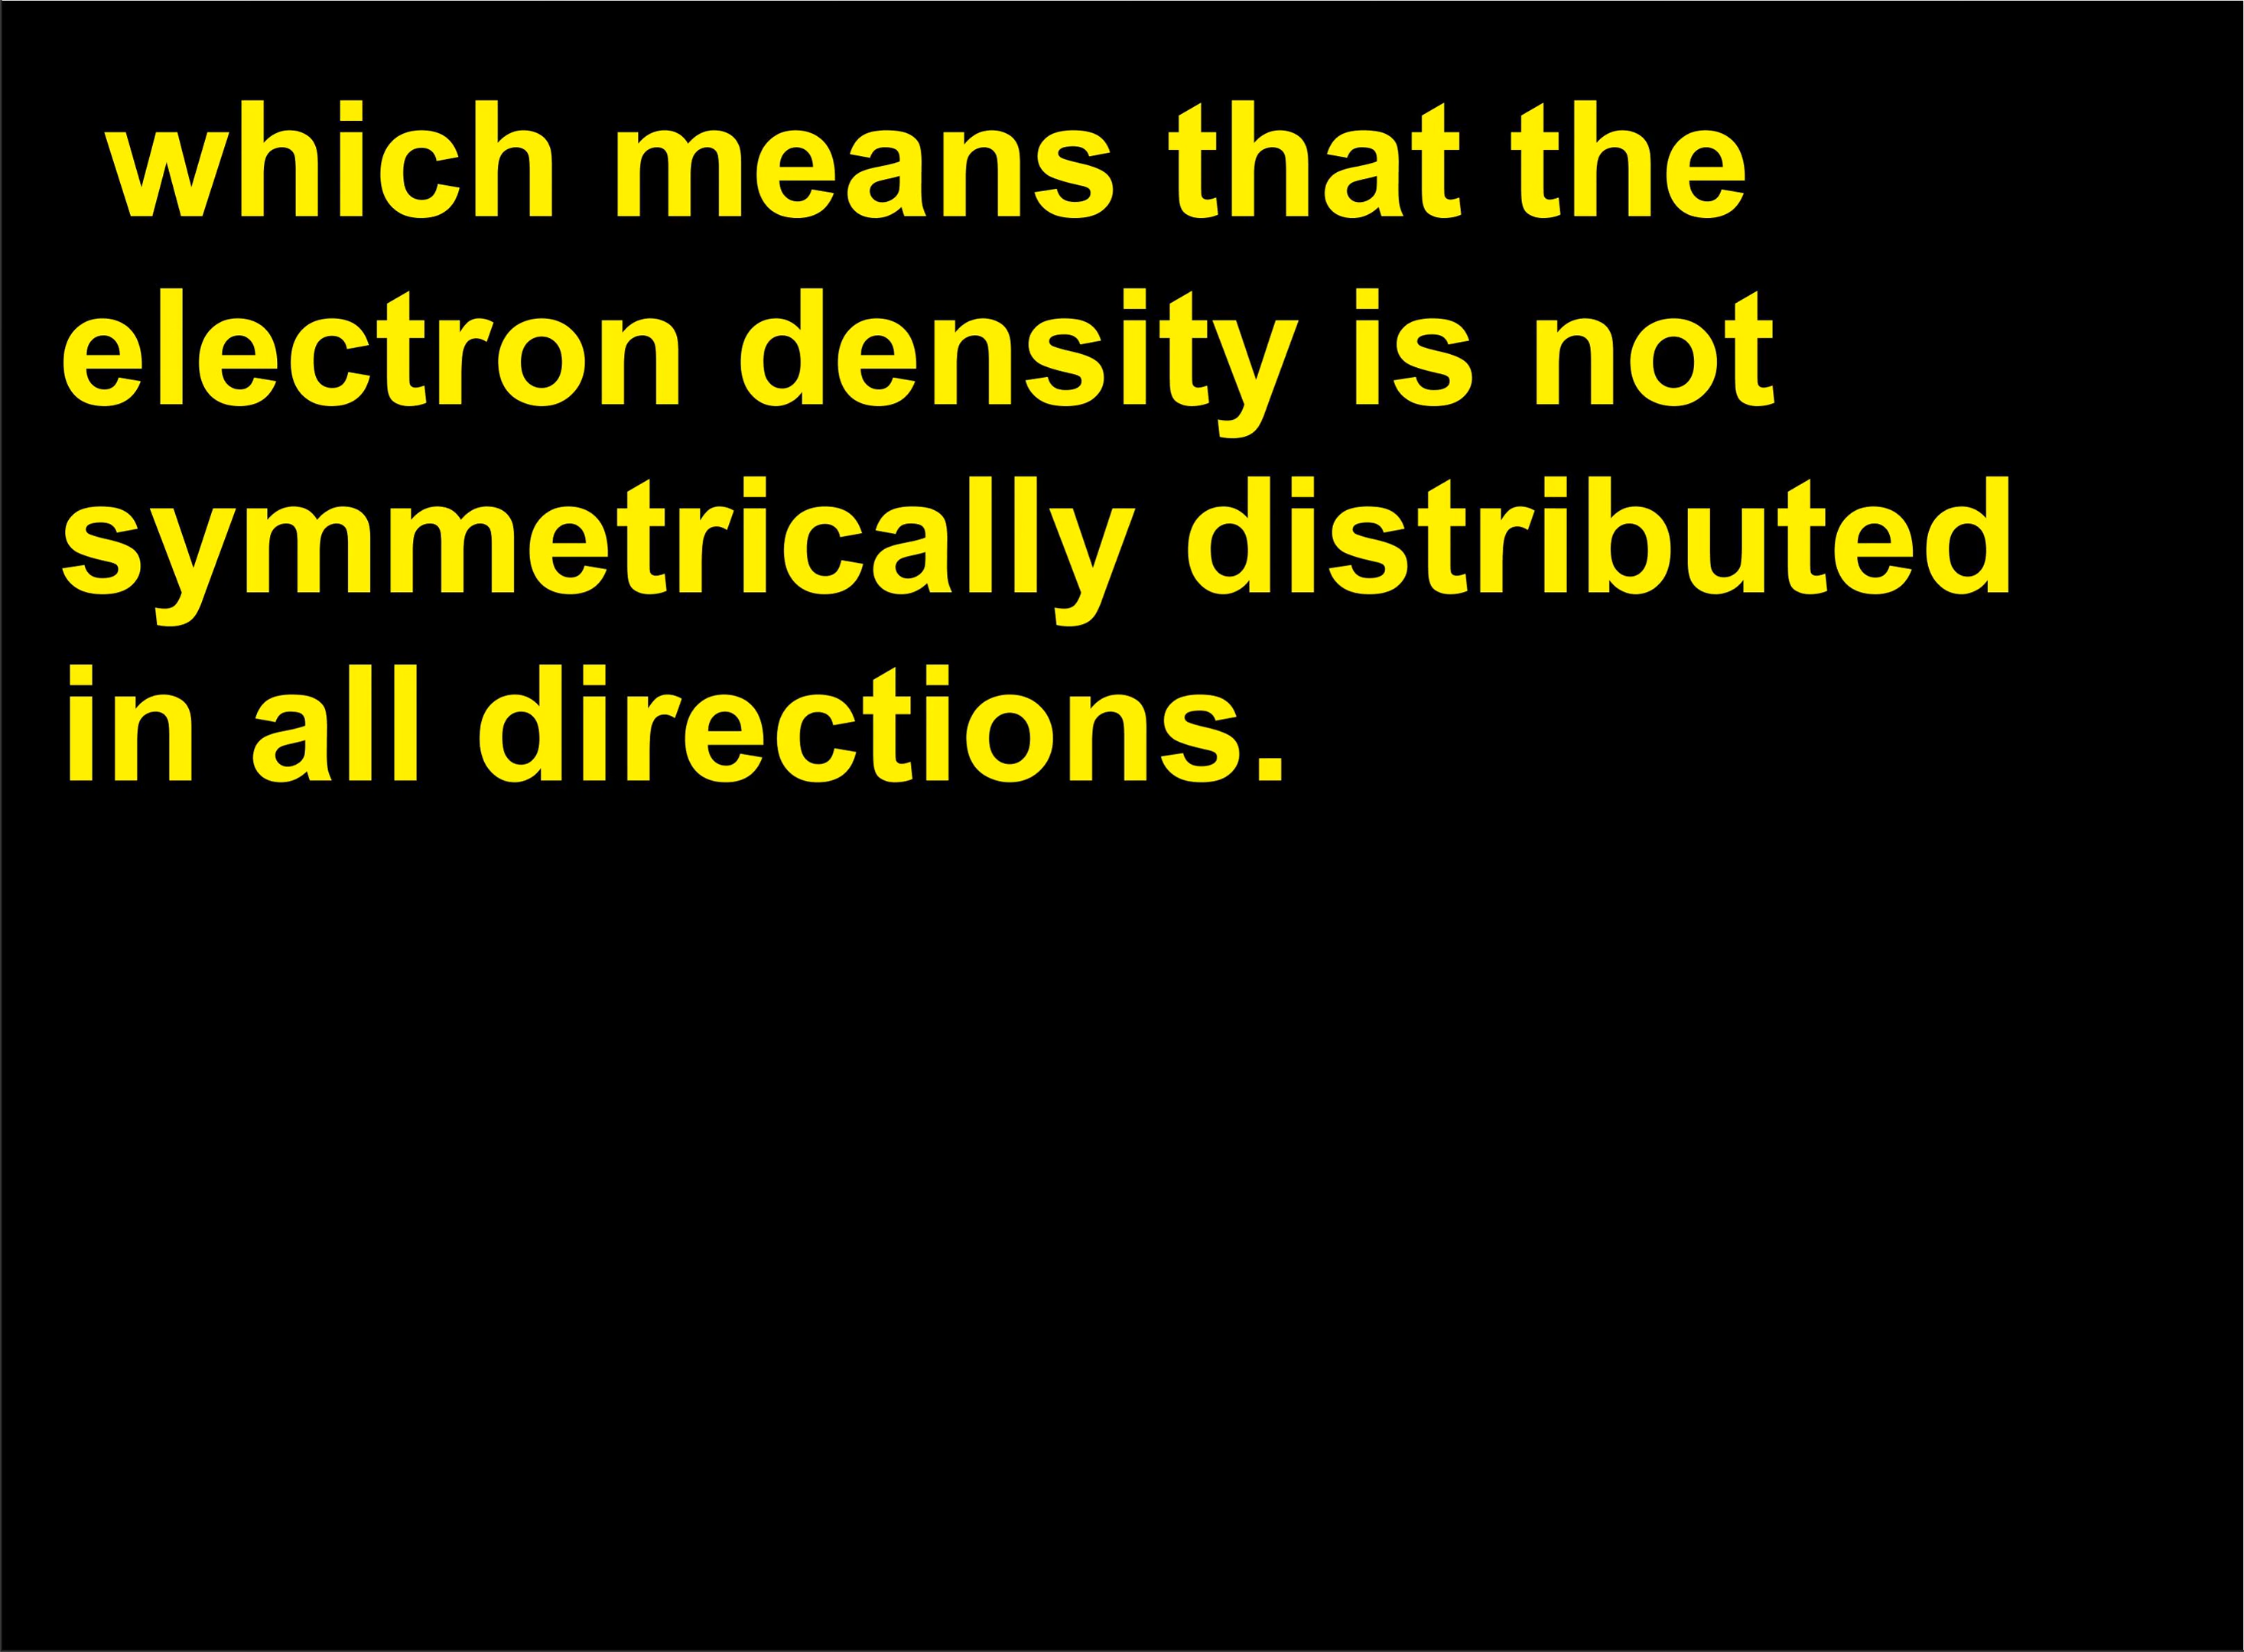 which means that the
electron density is not
symmetrically distributed
in all directions.